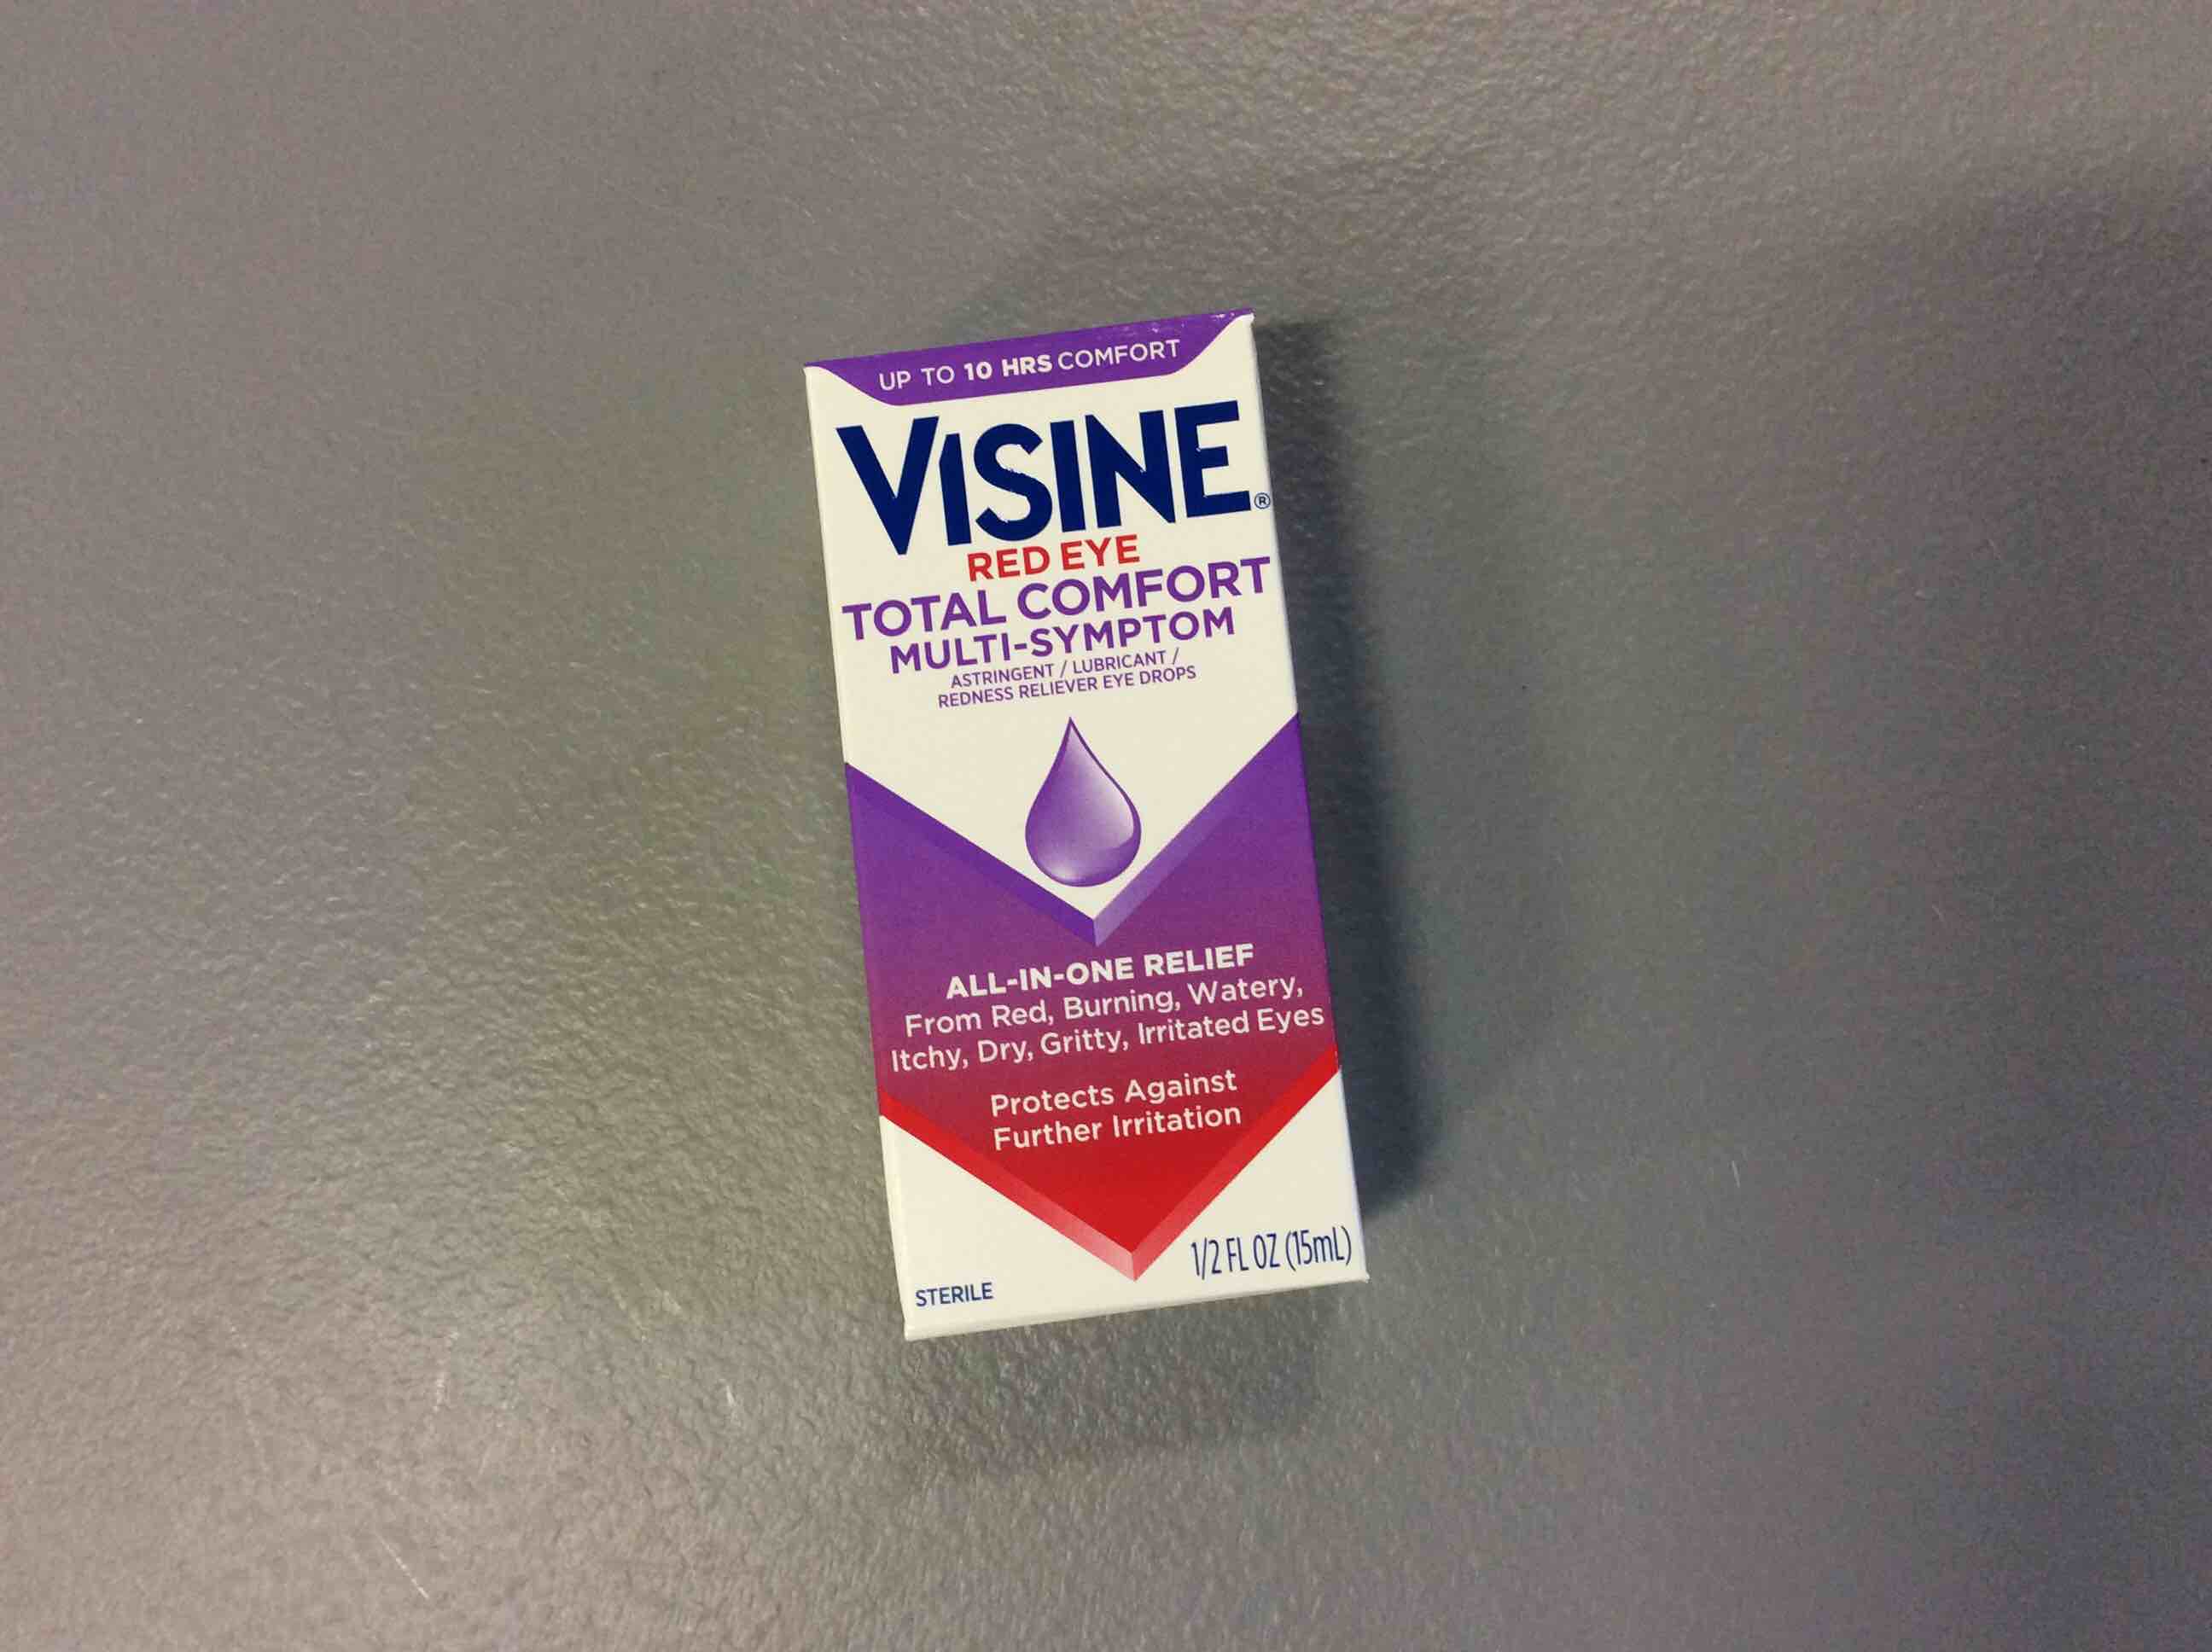 UP TO 10 HRS COMFORT
VISINE®
RED EYE
TOTAL COMFORT
MULTI-SYMPTOM
ASTRINGENT / LUBRICANT /
REDNESS RELIEVER EYE DROPS
ALL-IN-ONE RELIEF
From Red, Burning, Watery,
Itchy, Dry, Gritty, Irritated Eyes
Protects Against
Further Irritation
STERILE
1/2 FL OZ (15mL)